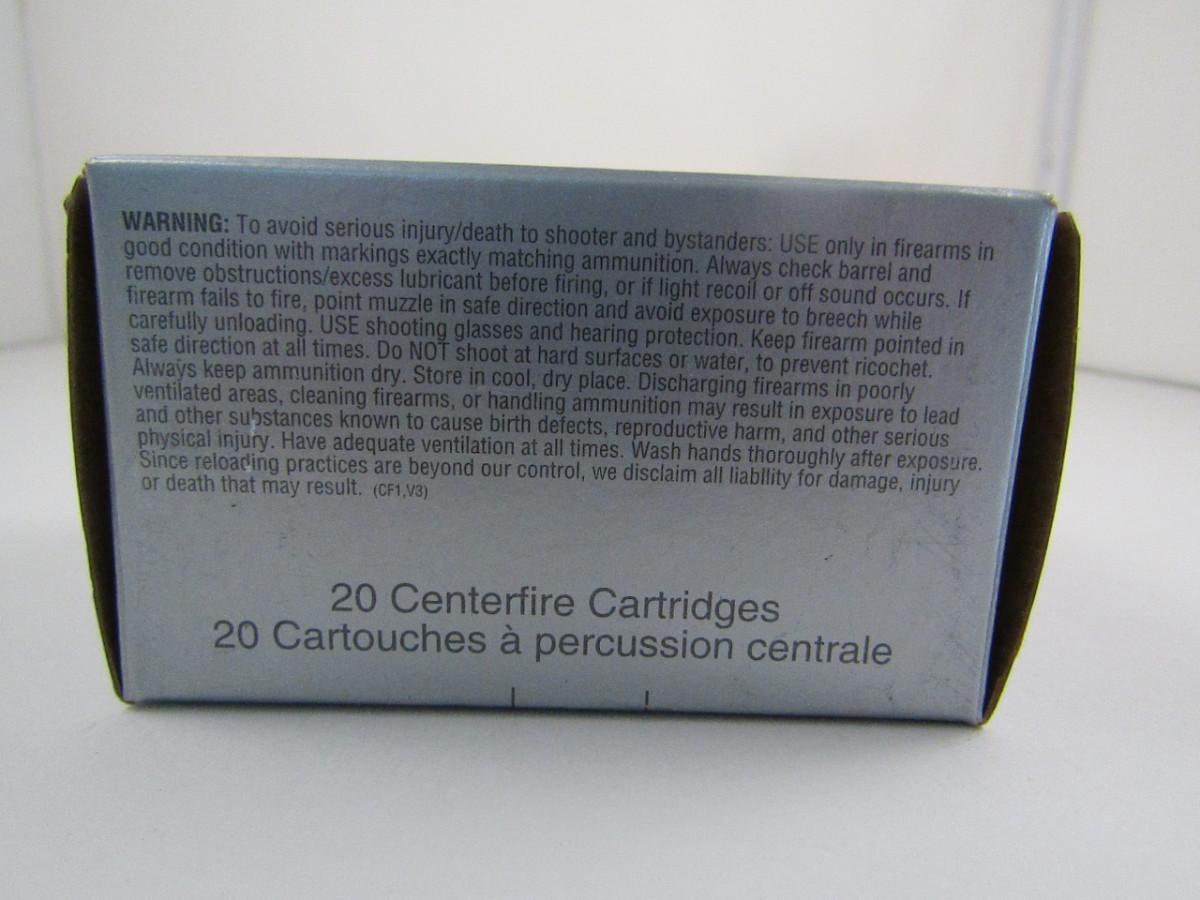 WARNING: To avoid serious injury/death to shooter and bystanders: USE only in firearms in
good condition with markings exactly matching ammunition. Always check barrel and
remove obstructions/excess lubricant before firing, or if light recoil or off sound occurs. If
firearm fails to fire, point muzzle in safe direction and avoid exposure to breech while
carefully unloading. USE shooting glasses and hearing protection. Keep firearm pointed in
safe direction at all times. Do NOT shoot at hard surfaces or water, to prevent ricochet.
Always keep ammunition dry. Store in cool, dry place. Discharging firearms in poorly
ventilated areas, cleaning firearms, or handling ammunition may result in exposure to lead
and other substances known to cause birth defects, reproductive harm, and other serious
physical injury. Have adequate ventilation at all times. Wash hands thoroughly after exposure.
Since reloading practices are beyond our control, we disclaim all liability for damage, injury
or death that may result. (CF1,V3)
20 Centerfire Cartridges
20 Cartouches à percussion centrale